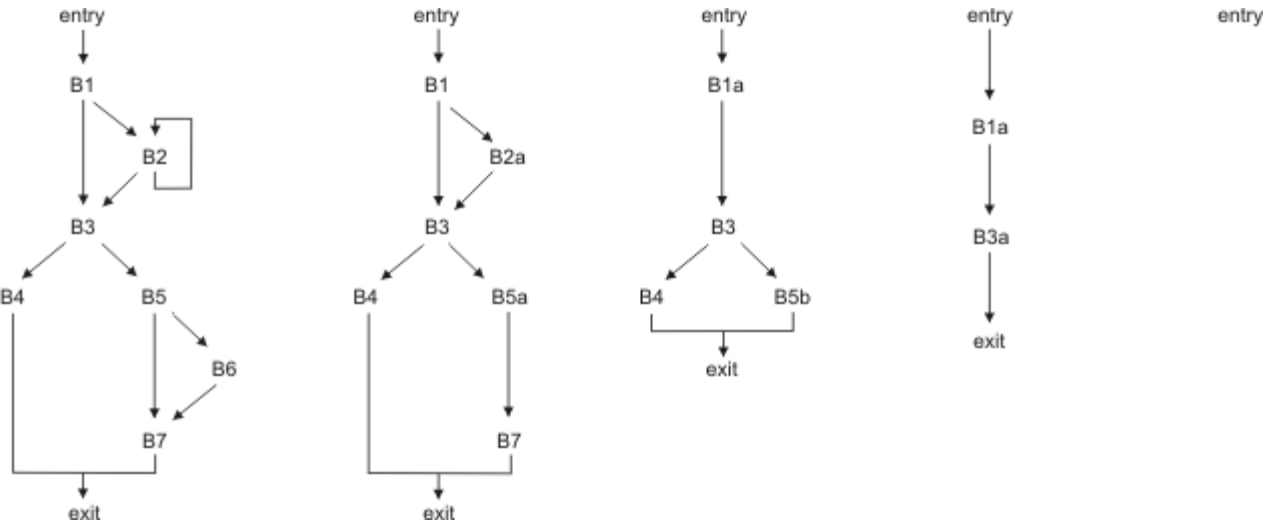 entry
B1
B2
B3
B4
B5
B6
B7
exit
entry
B1
B2a
B3
B4
B5a
B7
exit
entry
B1a
B3
B4
B5b
exit
entry
B1a
B3a
exit
entry